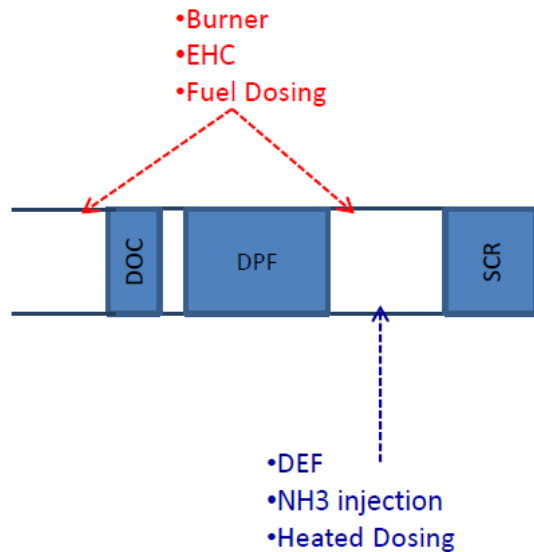 •Burner
•EHC
•Fuel Dosing
DOC
DPF
SCR
•DEF
•NH3 injection
•Heated Dosing